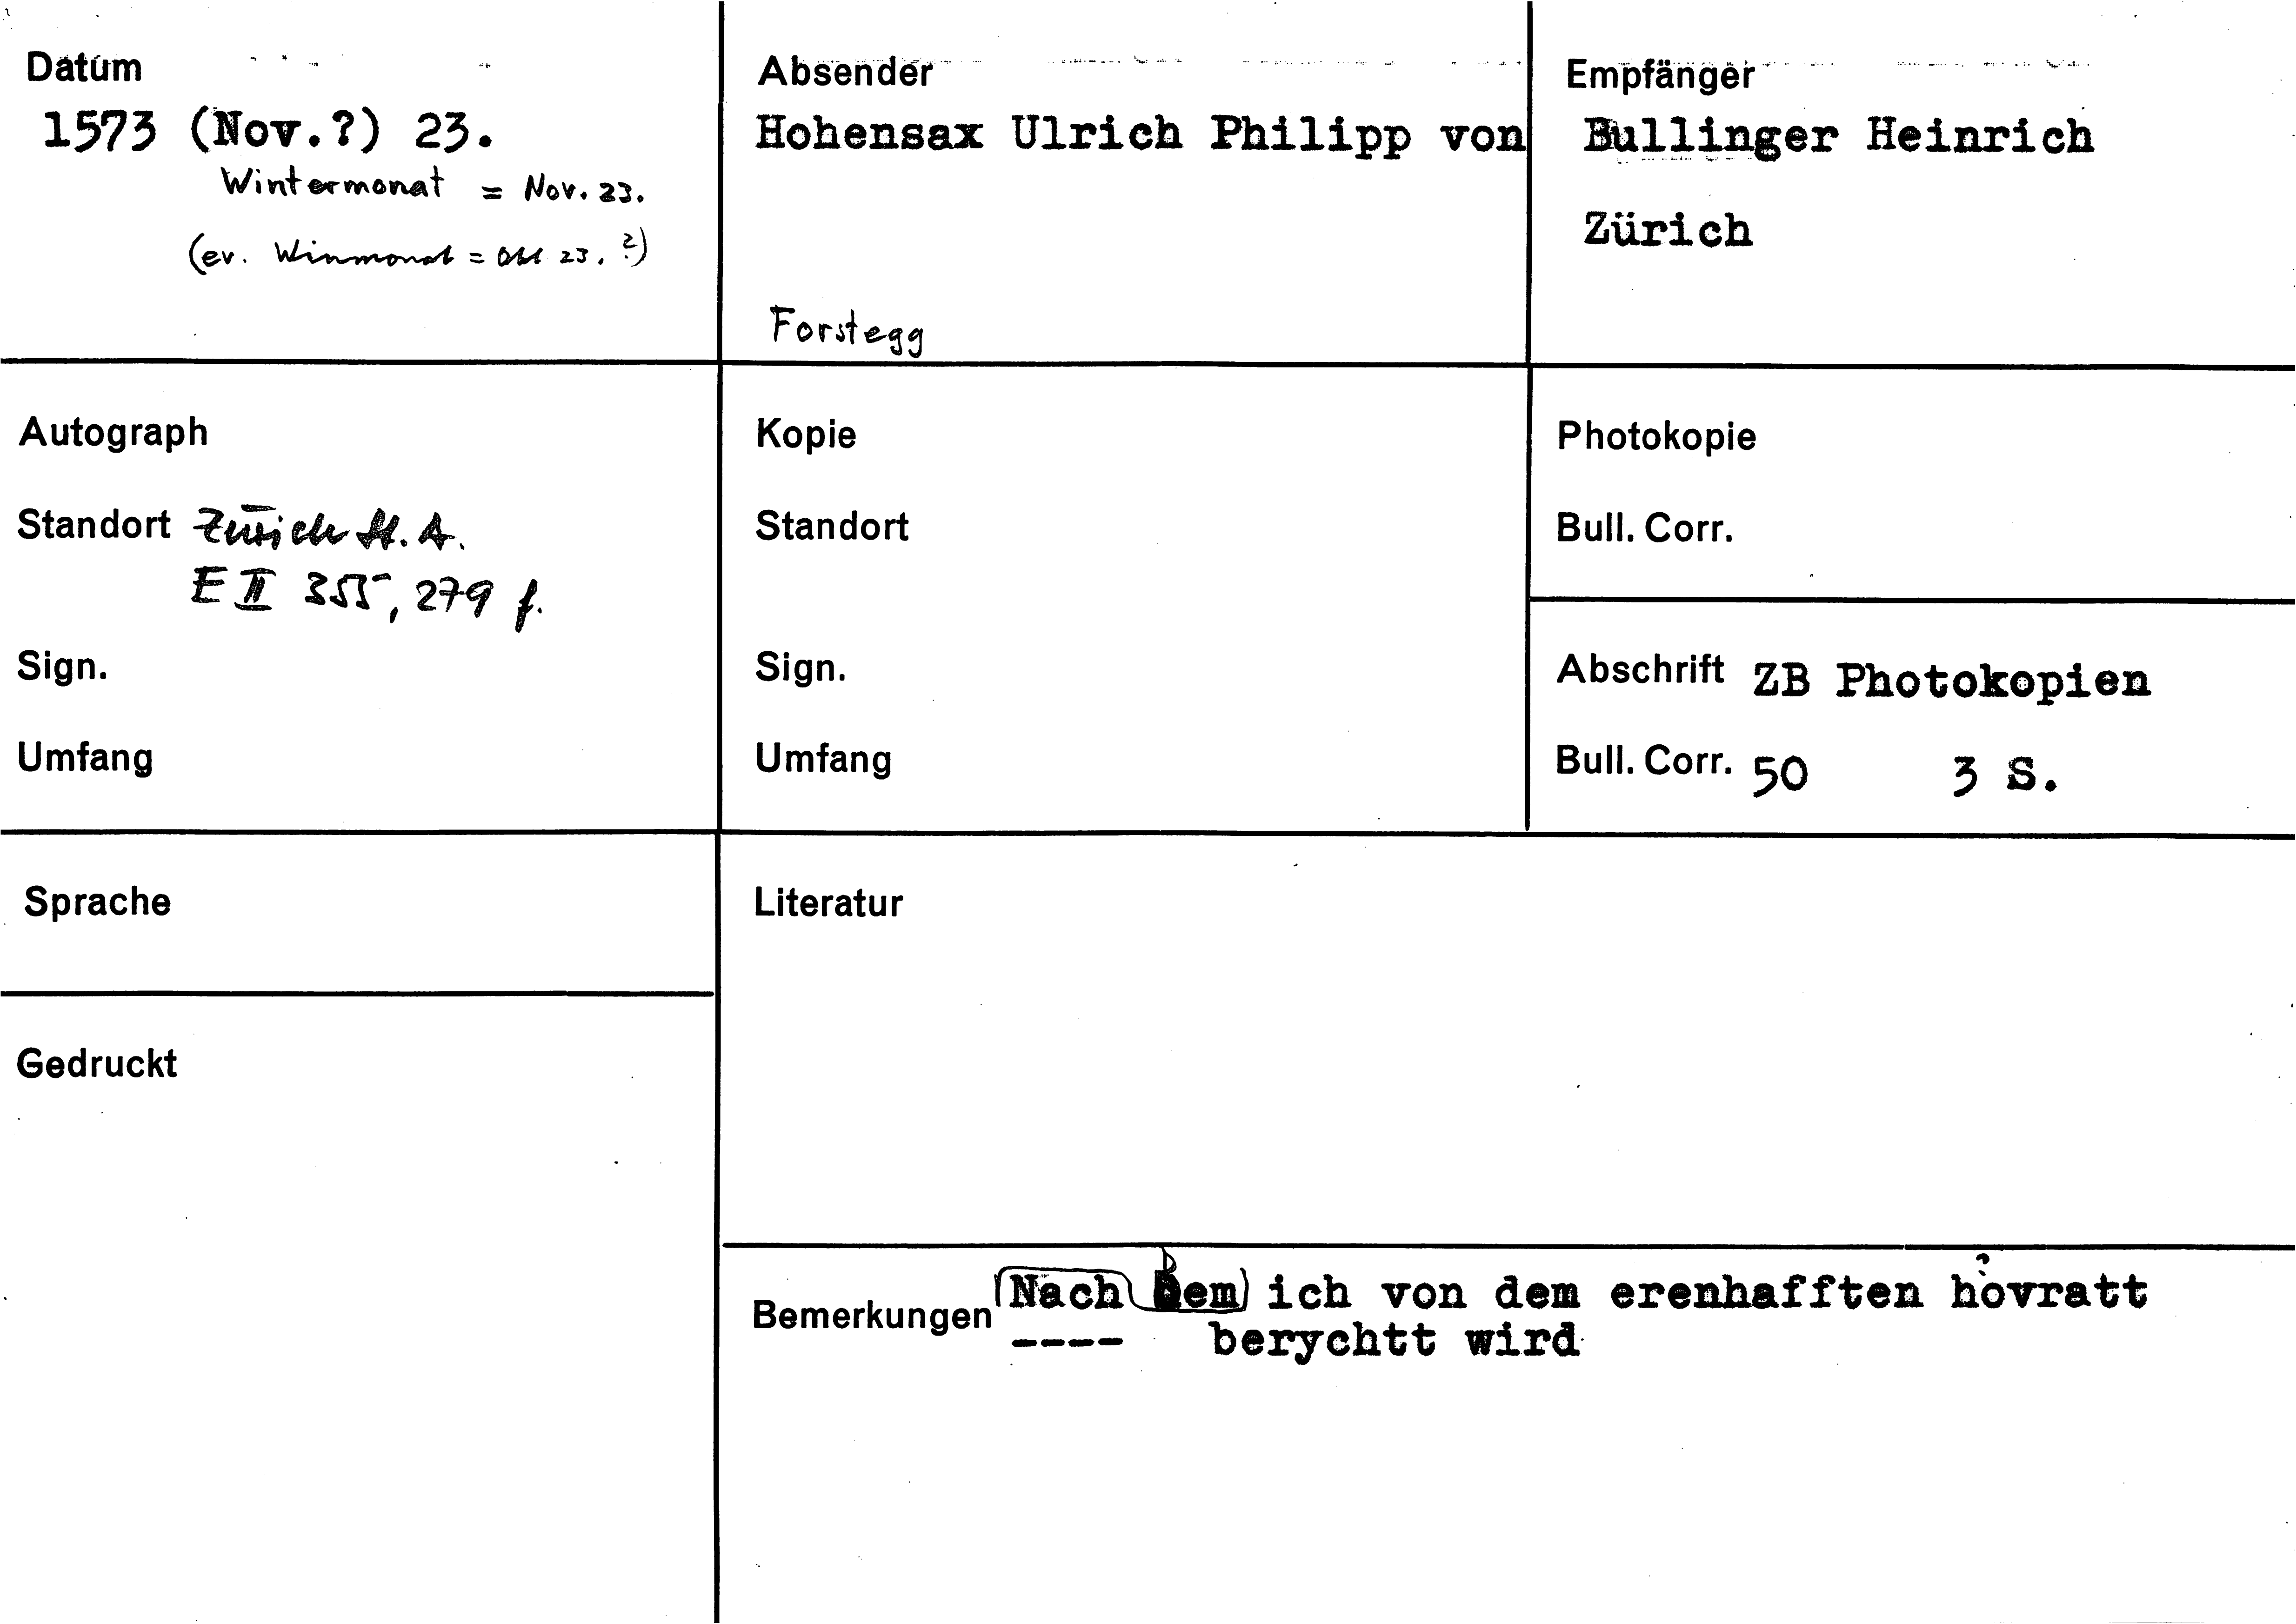 Datum
1573 (Nov.?) 23.
Wintermonat = Nov. 23.
(ev. Winmonat = Okt 23. ?)
Absender
Hohensax Ulrich Philipp von
Forstegg
Empfänger
Bullinger Heinrich
Zürich
Autograph
Standort Zürich St. A.
E II 355, 279 f.
Sign.
Umfang
Kopie
Standort
Sign.
Umfang
Photokopie
Bull. Corr.
Abschrift ZB Photokopien
Bull. Corr. 50 3 S.
Sprache
Gedruckt
Literatur
Bemerkungen Nach Dem ich von dem erenhafften hovratt
---- berychtt wird